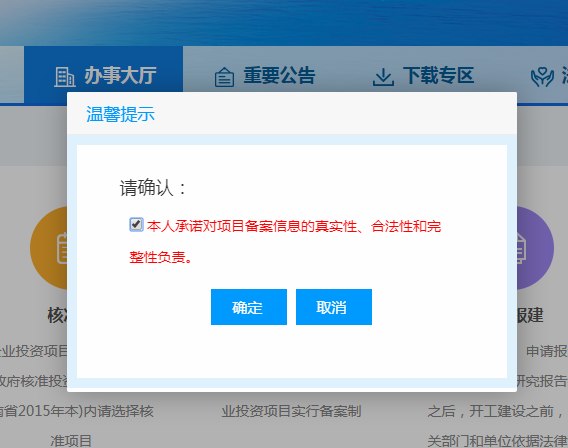 办事大厅 重要公告 下载专区
温馨提示
请确认：
本人承诺对项目备案信息的真实性、合法性和完
整性负责。
确定 取消
核 报建
业投资项目 申请报
政府核准投资 研究报告
省2015年本)内请选择核 业投资项目实行备案制 之后，开工建设之前，
准项目 关部门和单位依据法律